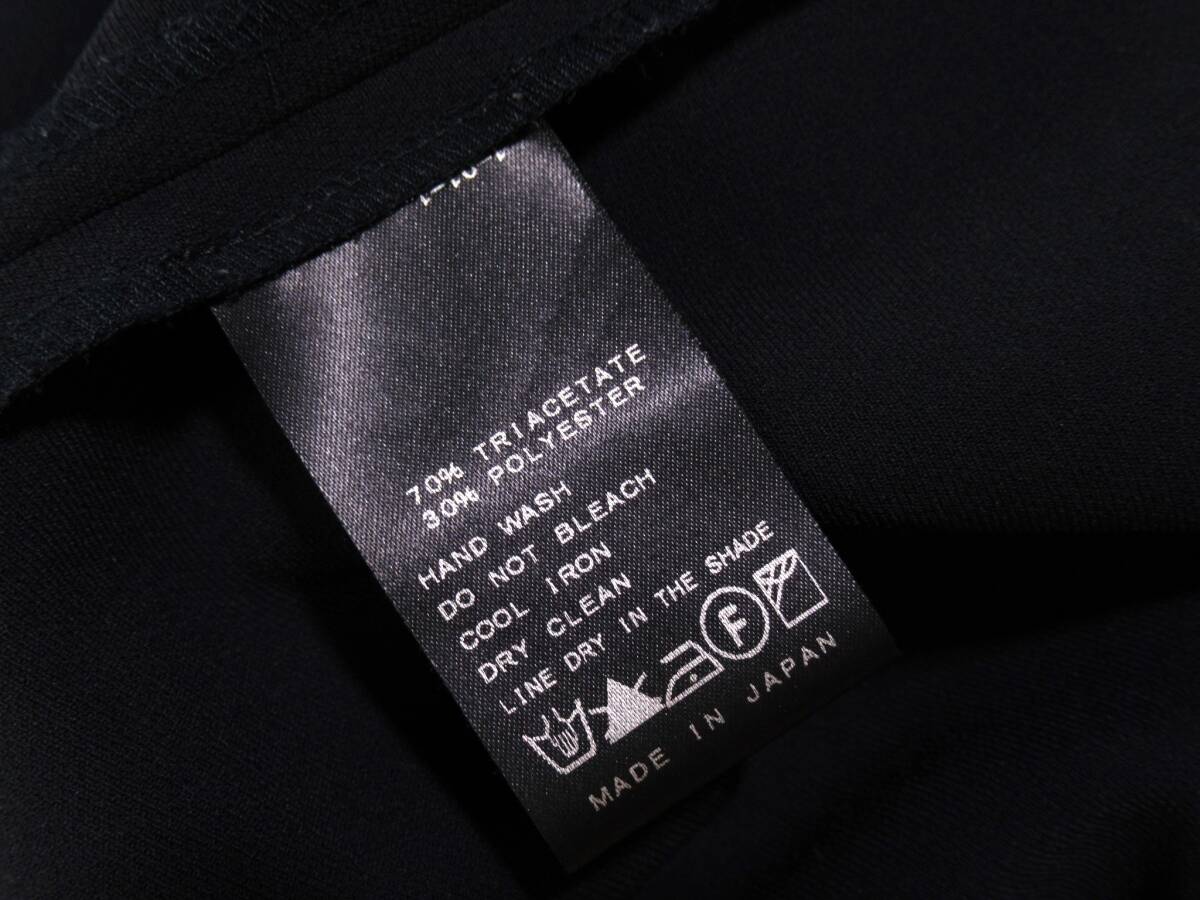 70% TRIACETATE
30% POLYESTER
HAND WASH
DO NOT BLEACH
COOL IRON
DRY CLEAN
LINE DRY IN THE SHADE
F
MADE IN JAPAN